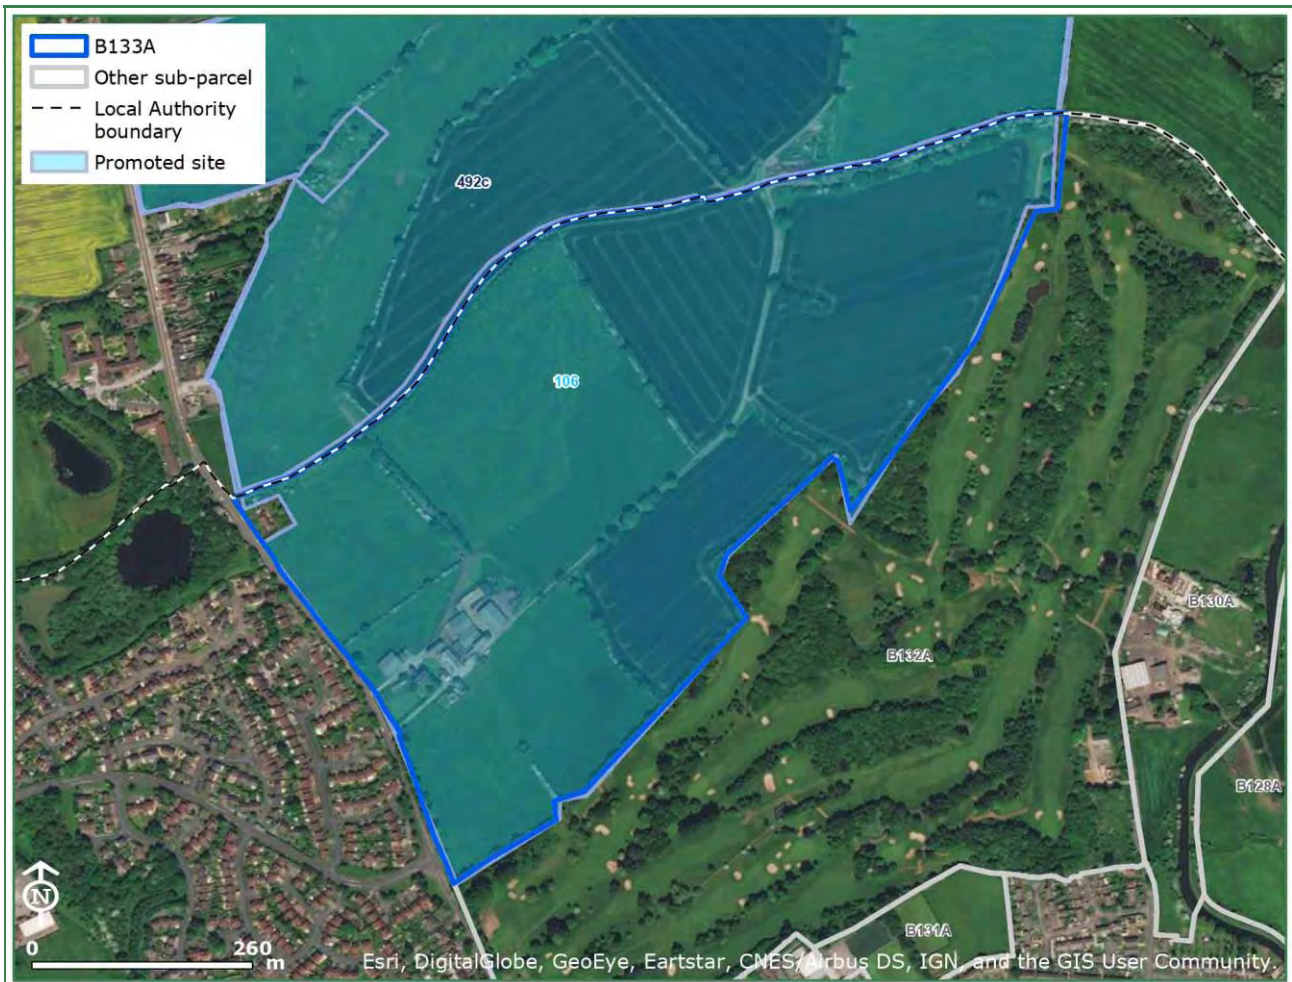 B133A
Other sub-parcel
Local Authority
boundary
Promoted site
492c
106
B130A
B132A
B128A
B131A
N
0 260
m
Esri, DigitalGlobe, GeoEye, Eartstar, CNES/Airbus DS, IGN, and the GIS User Community.